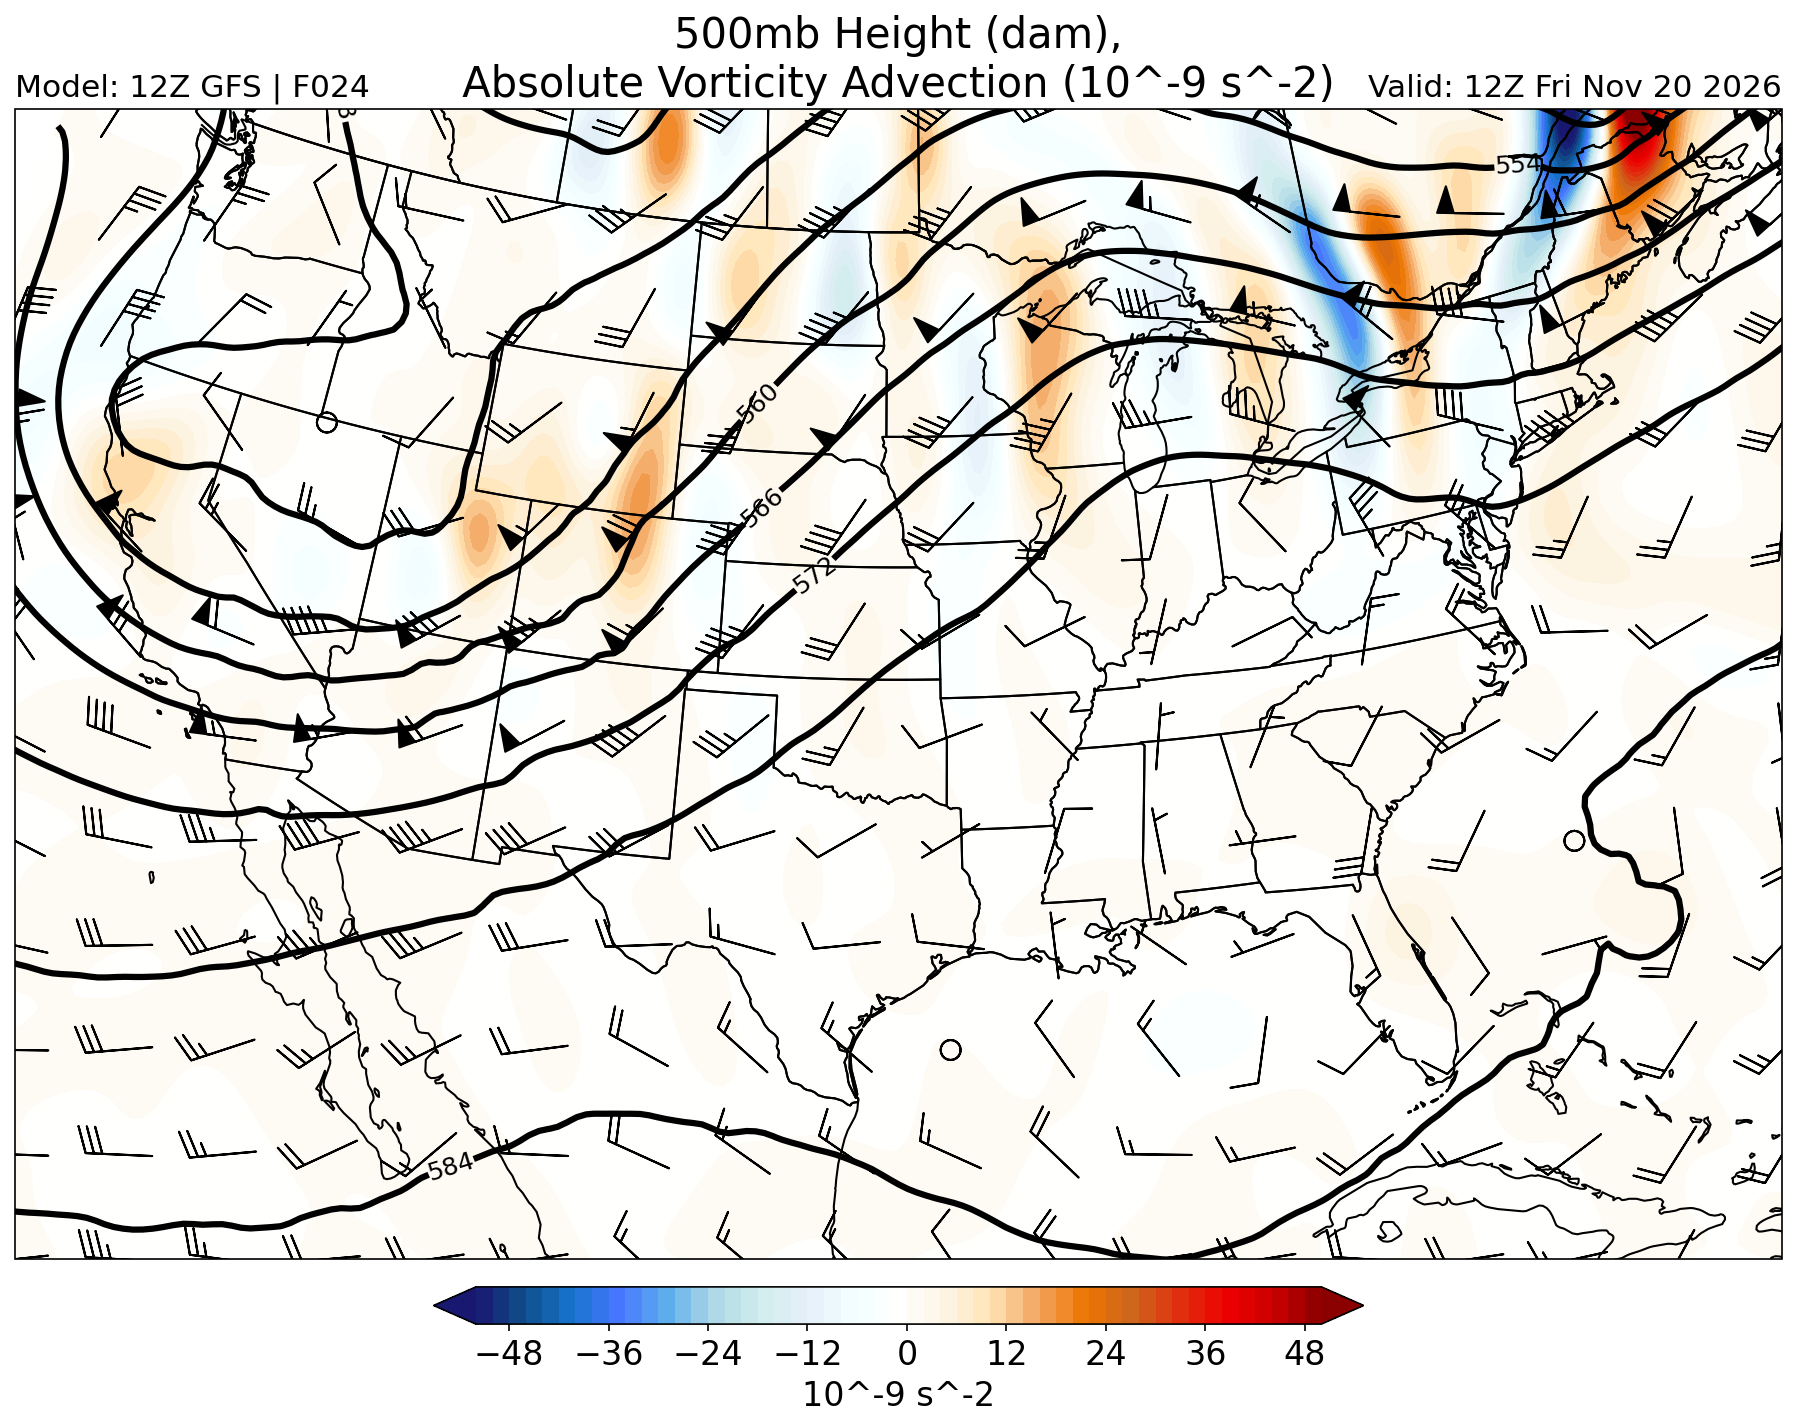 500mb Height (dam),
Model: 12Z GFS | F024
Absolute Vorticity Advection (10^-9 s^-2)
Valid: 12Z Fri Nov 20 2026
554
560
566
572
584
−48 −36 −24 −12 0 12 24 36 48
10^-9 s^-2